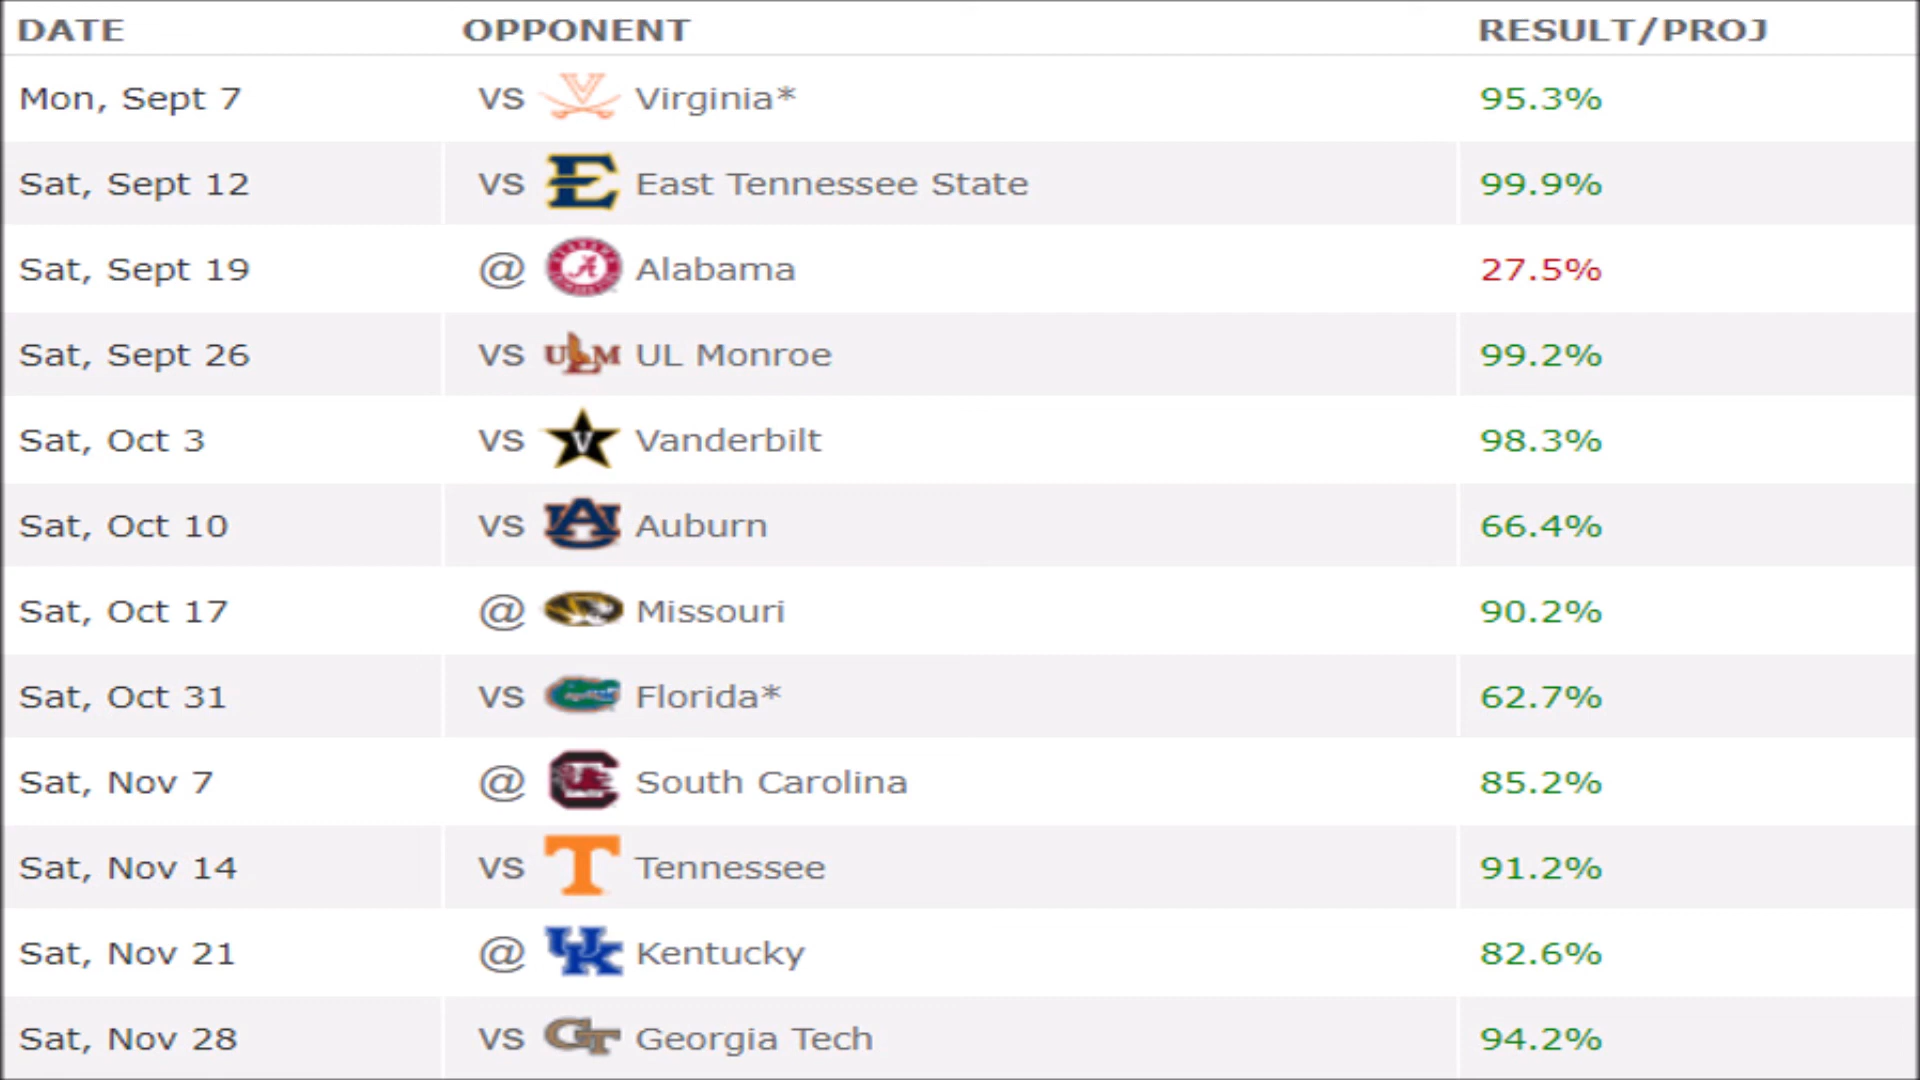 DATE OPPONENT RESULT/PROJ
Mon, Sept 7 VS Virginia* 95.3%
Sat, Sept 12 VS East Tennessee State 99.9%
Sat, Sept 19 @ Alabama 27.5%
Sat, Sept 26 VS ULM UL Monroe 99.2%
Sat, Oct 3 VS V Vanderbilt 98.3%
Sat, Oct 10 VS AU Auburn 66.4%
Sat, Oct 17 @ Missouri 90.2%
Sat, Oct 31 VS Florida* 62.7%
Sat, Nov 7 @ South Carolina 85.2%
Sat, Nov 14 VS T Tennessee 91.2%
Sat, Nov 21 @ UK Kentucky 82.6%
Sat, Nov 28 VS GT Georgia Tech 94.2%